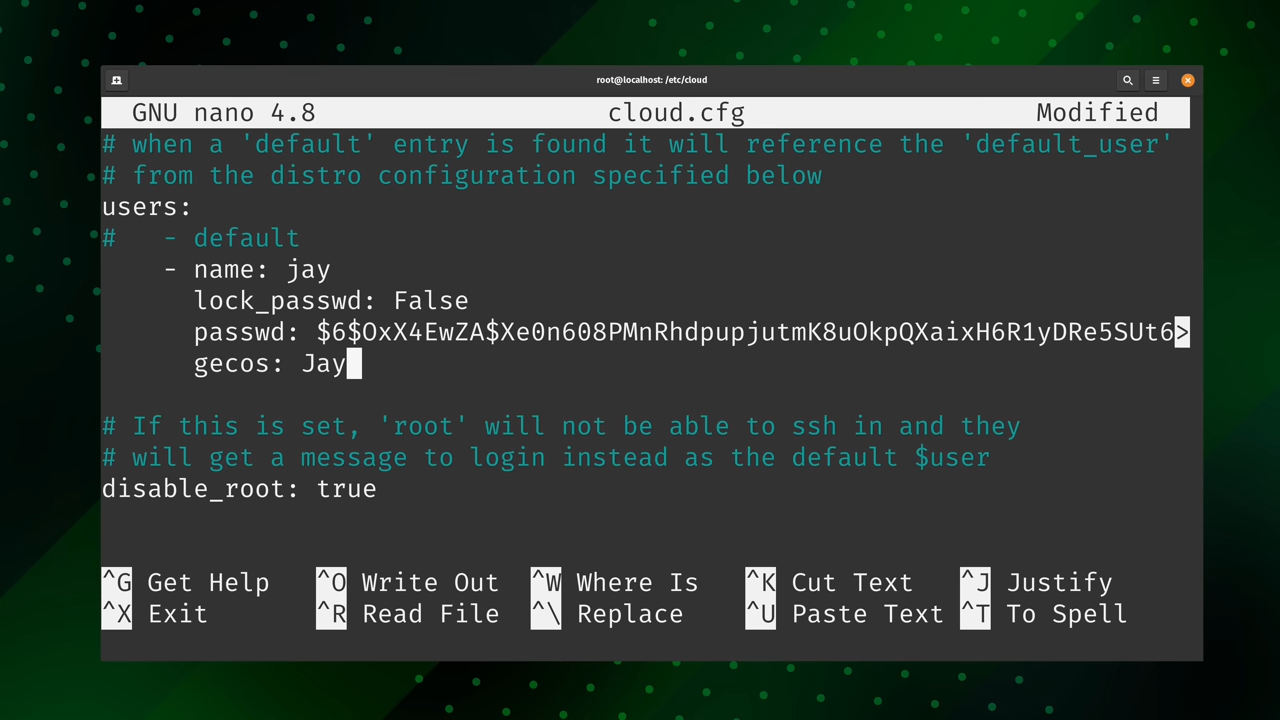 root@localhost: /etc/cloud
GNU nano 4.8 cloud.cfg Modified
# when a 'default' entry is found it will reference the 'default_user'
# from the distro configuration specified below
users:
#   - default
    - name: jay
      lock_passwd: False
      passwd: $6$OxX4EwZA$Xe0n608PMnRhdpupjutmK8uOkpQXaixH6R1yDRe5SUt6>
      gecos: Jay
# If this is set, 'root' will not be able to ssh in and they
# will get a message to login instead as the default $user
disable_root: true
^G Get Help ^O Write Out ^W Where Is ^K Cut Text ^J Justify
^X Exit ^R Read File ^\ Replace ^U Paste Text ^T To Spell